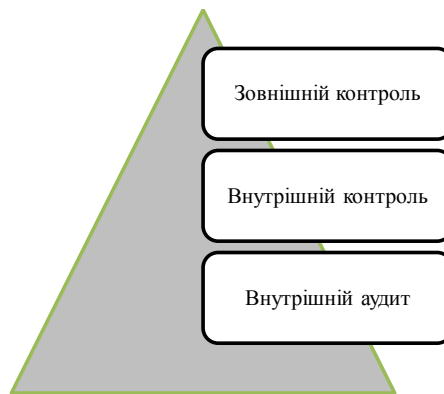 Зовнішній контроль
Внутрішній контроль
Внутрішній аудит